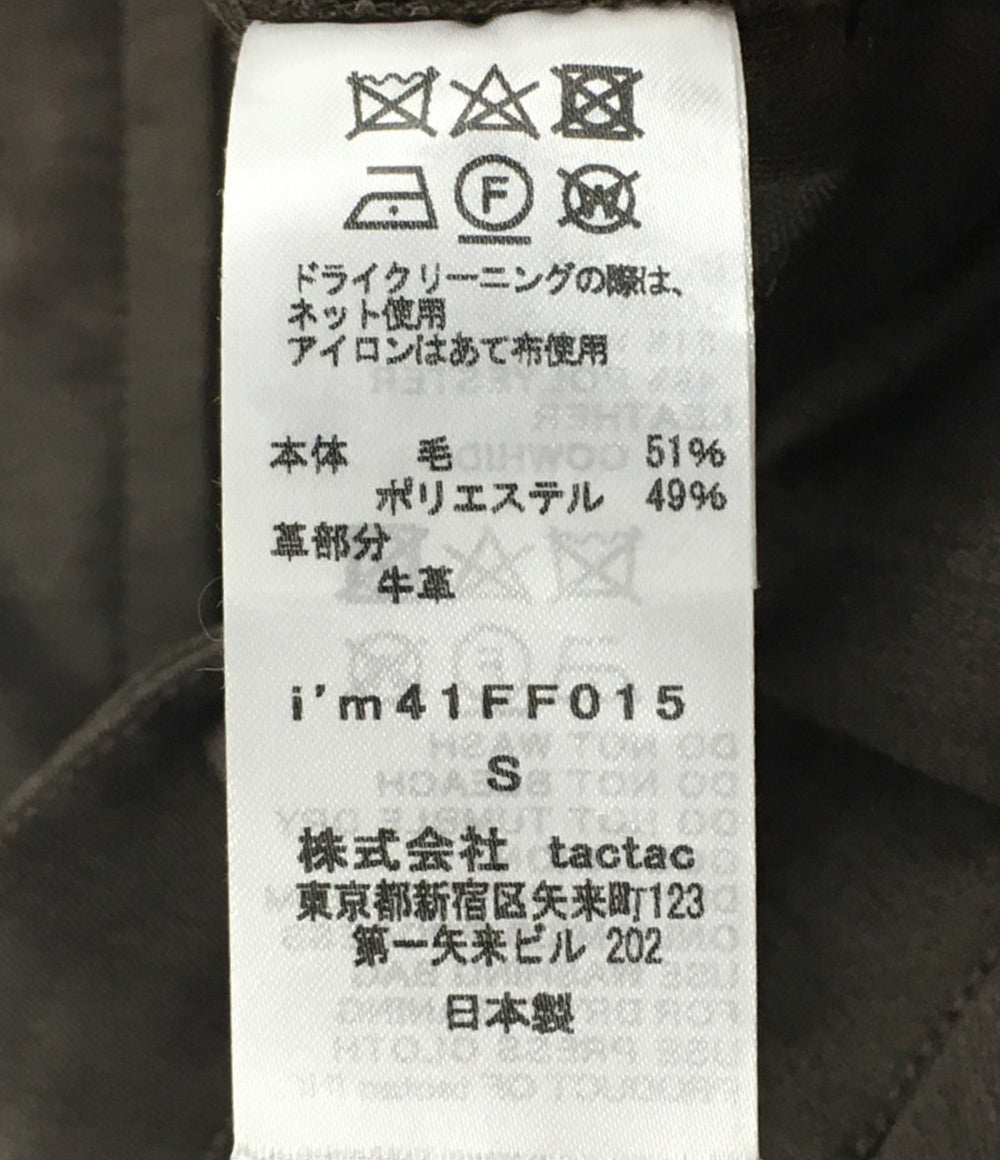 F W
ドライクリーニングの際は、
ネット使用
アイロンはあて布使用
本体 毛 51%
ポリエステル 49%
革部分
牛革
i'm41FF015
S
株式会社 tactac
東京都新宿区矢来町123
第一矢来ビル 202
日本製